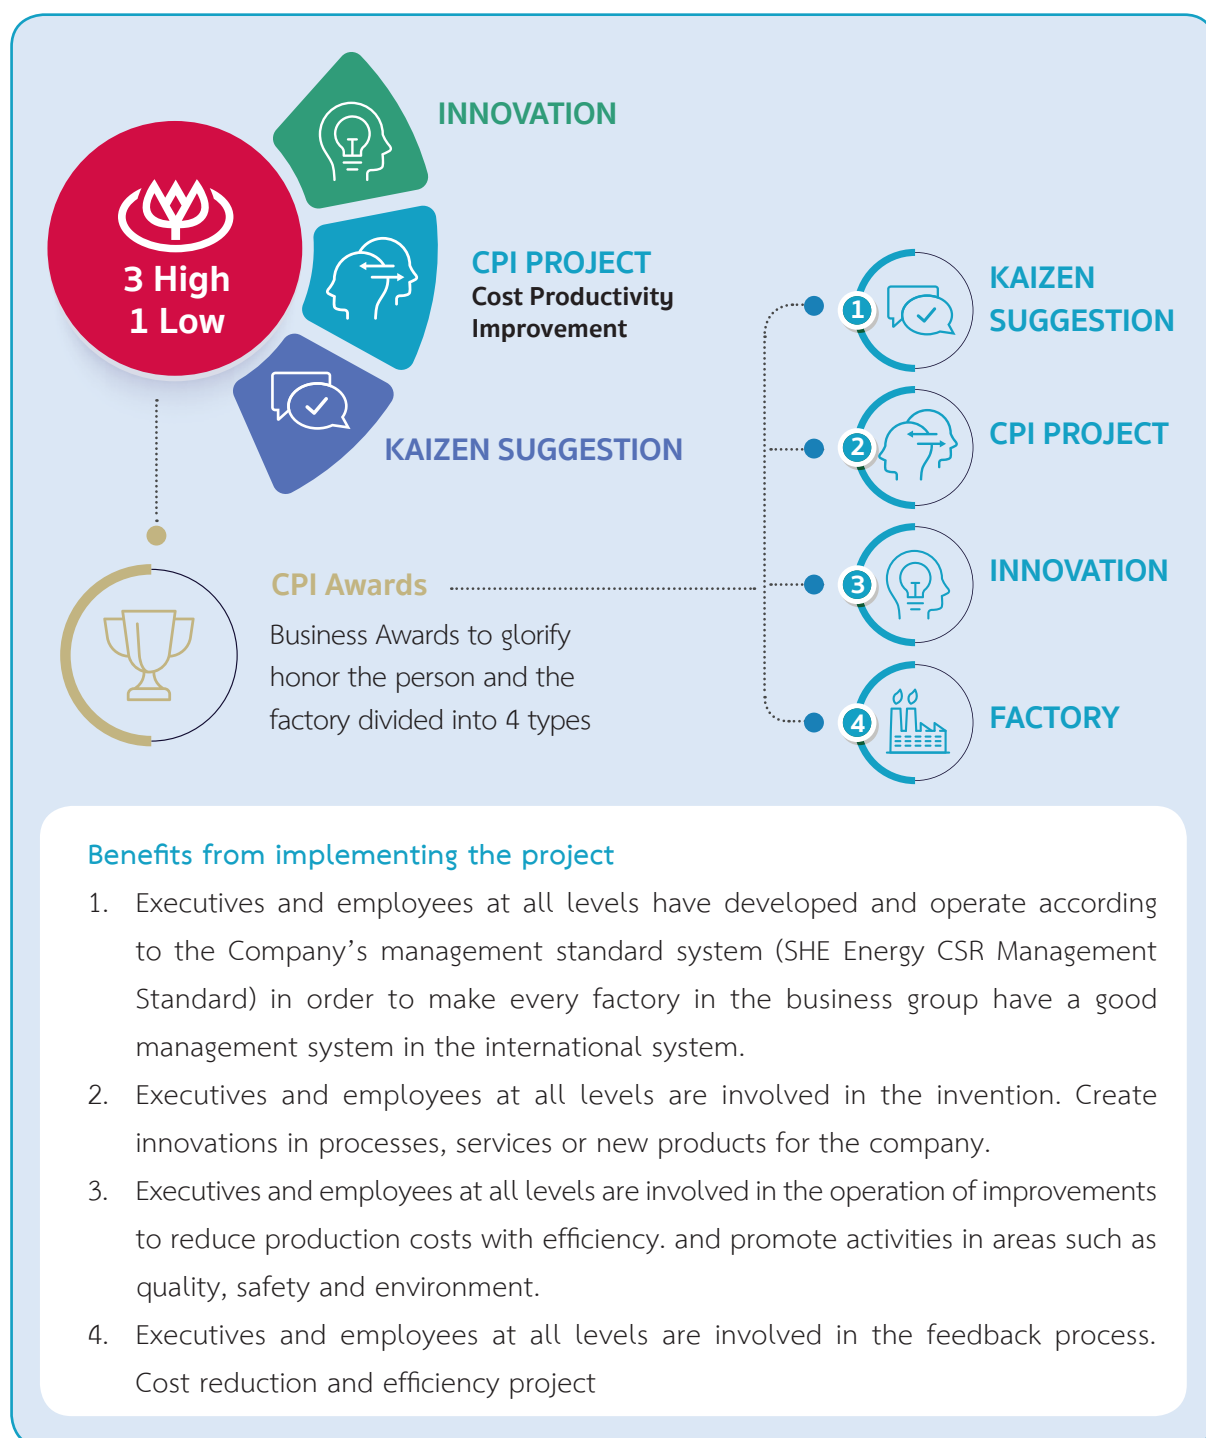 INNOVATION
3 High
1 Low
CPI PROJECT
Cost Productivity
Improvement
KAIZEN SUGGESTION
CPI Awards
Business Awards to glorify
honor the person and the
factory divided into 4 types
1
KAIZEN
SUGGESTION
2
CPI PROJECT
3
INNOVATION
4
FACTORY
Benefits from implementing the project
1. Executives and employees at all levels have developed and operate according
to the Company’s management standard system (SHE Energy CSR Management
Standard) in order to make every factory in the business group have a good
management system in the international system.
2. Executives and employees at all levels are involved in the invention. Create
innovations in processes, services or new products for the company.
3. Executives and employees at all levels are involved in the operation of improvements
to reduce production costs with efficiency. and promote activities in areas such as
quality, safety and environment.
4. Executives and employees at all levels are involved in the feedback process.
Cost reduction and efficiency project